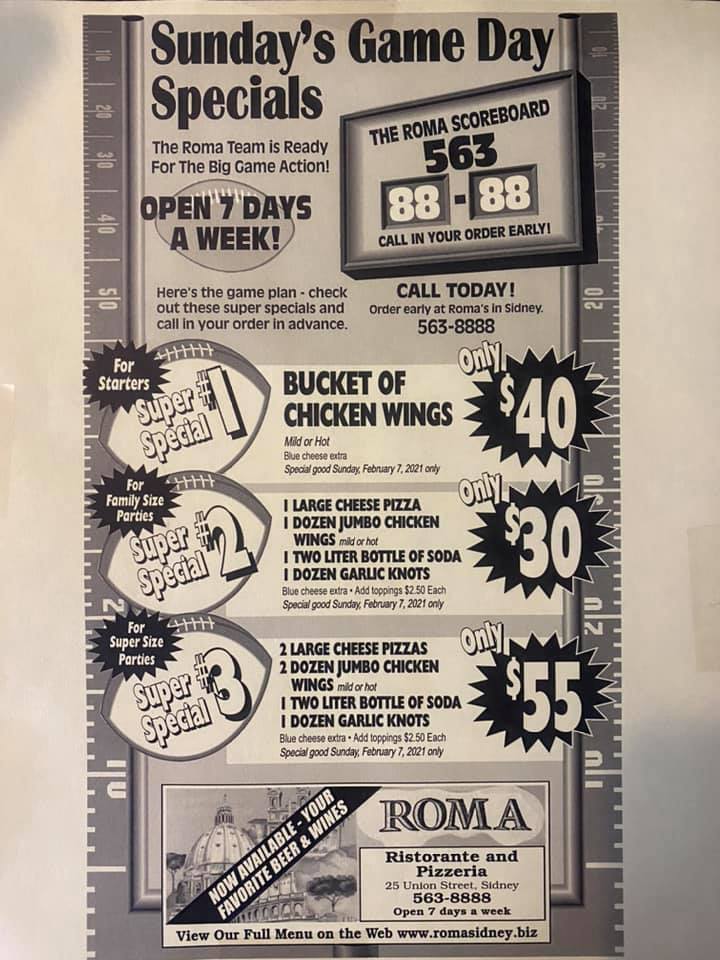 Sunday's Game Day
Specials
The Roma Team is Ready
For The Big Game Action!
OPEN 7 DAYS
A WEEK!
THE ROMA SCOREBOARD
563
88 - 88
CALL IN YOUR ORDER EARLY!
Here's the game plan - check
out these super specials and
call in your order in advance.
CALL TODAY!
Order early at Roma's in Sidney.
563-8888
For
Starters
Super
Special
#1
BUCKET OF
CHICKEN WINGS
Mild or Hot
Blue cheese extra
Special good Sunday, February 7, 2021 only
Only
$40
For
Family Size
Parties
Super
Special
#2
1 LARGE CHEESE PIZZA
1 DOZEN JUMBO CHICKEN
WINGS mild or hot
1 TWO LITER BOTTLE OF SODA
1 DOZEN GARLIC KNOTS
Blue cheese extra • Add toppings $2.50 Each
Special good Sunday, February 7, 2021 only
Only
$30
For
Super Size
Parties
Super
Special
#3
2 LARGE CHEESE PIZZAS
2 DOZEN JUMBO CHICKEN
WINGS mild or hot
1 TWO LITER BOTTLE OF SODA
1 DOZEN GARLIC KNOTS
Blue cheese extra • Add toppings $2.50 Each
Special good Sunday, February 7, 2021 only
Only
$55
NOW AVAILABLE - YOUR
FAVORITE BEER & WINES
ROMA
Ristorante and
Pizzeria
25 Union Street, Sidney
563-8888
Open 7 days a week
View Our Full Menu on the Web www.romasidney.biz
10
20
30
40
50
20